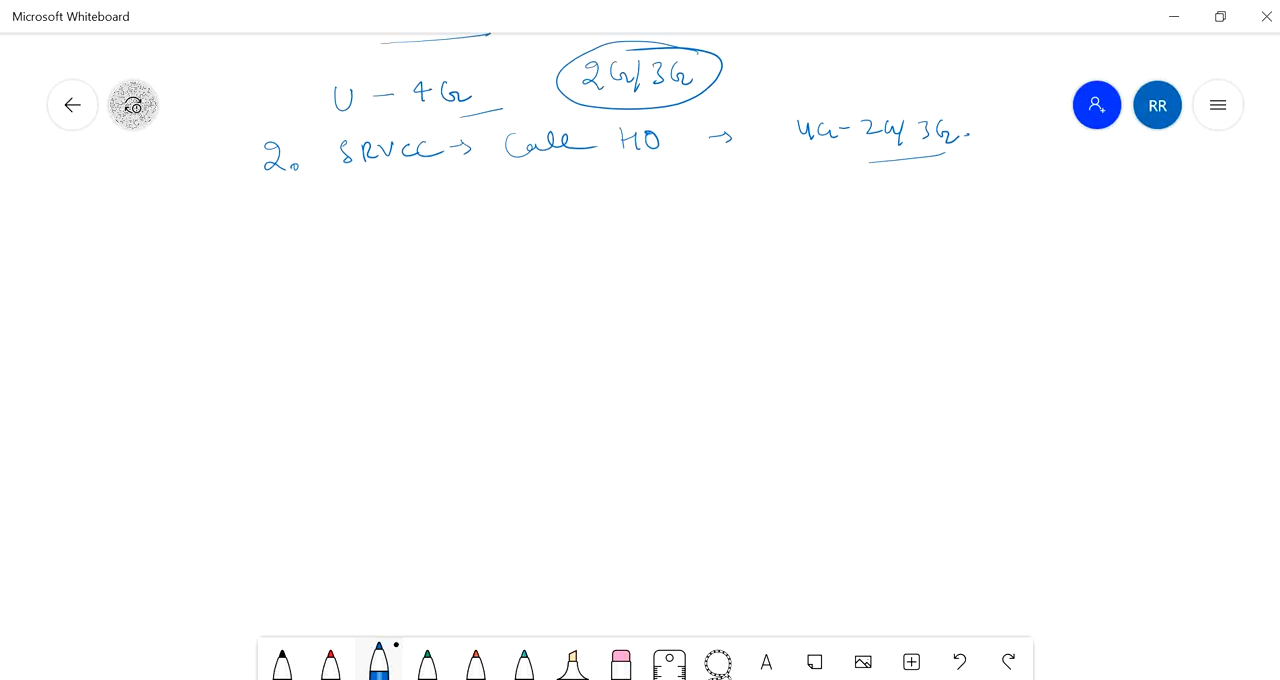 Microsoft Whiteboard
2G/3G
U - 4G
2. SRVCC → Call HO → 4G - 2G/3G.
RR
A